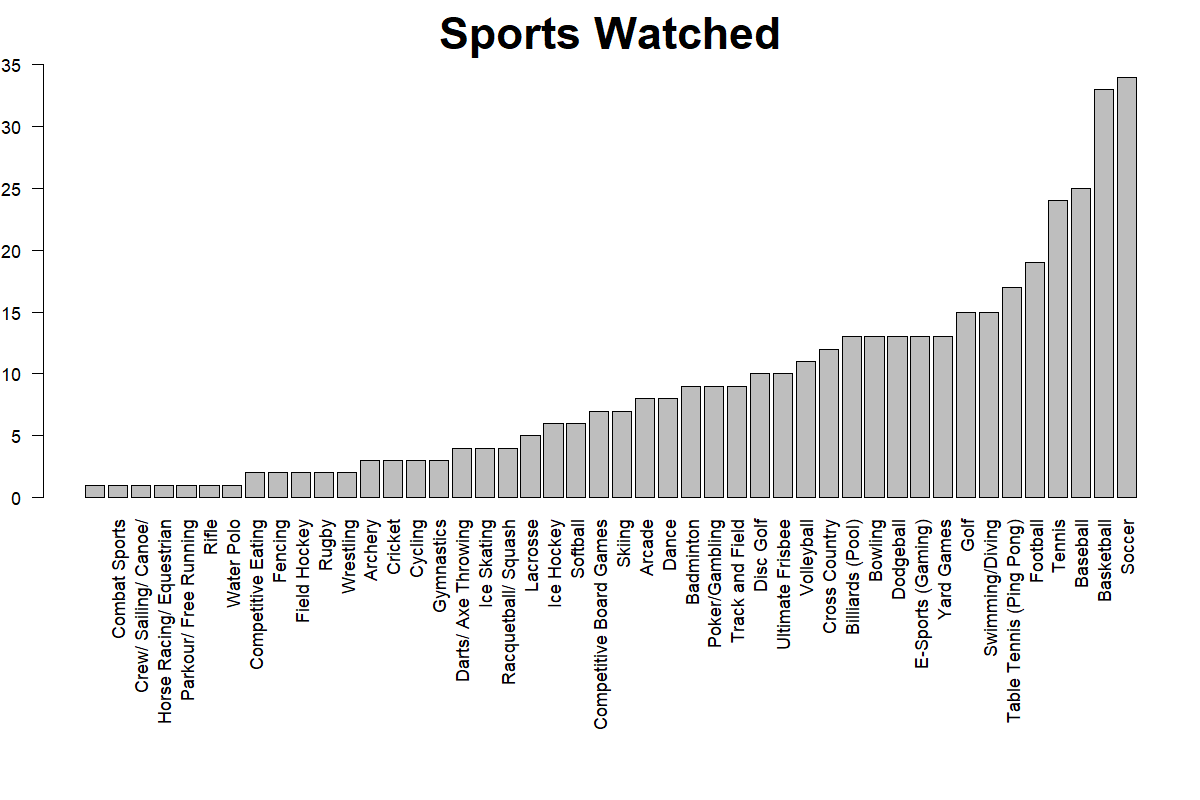 Sports Watched
35
30
25
20
15
10
5
0
Combat Sports
Crew/ Sailing/ Canoe/
Horse Racing/ Equestrian
Parkour/ Free Running
Rifle
Water Polo
Competitive Eating
Fencing
Field Hockey
Rugby
Wrestling
Archery
Cricket
Cycling
Gymnastics
Darts/ Axe Throwing
Ice Skating
Racquetball/ Squash
Lacrosse
Ice Hockey
Softball
Competitive Board Games
Skiing
Arcade
Dance
Badminton
Poker/Gambling
Track and Field
Disc Golf
Ultimate Frisbee
Volleyball
Cross Country
Billiards (Pool)
Bowling
Dodgeball
E-Sports (Gaming)
Yard Games
Golf
Swimming/Diving
Table Tennis (Ping Pong)
Football
Tennis
Baseball
Basketball
Soccer